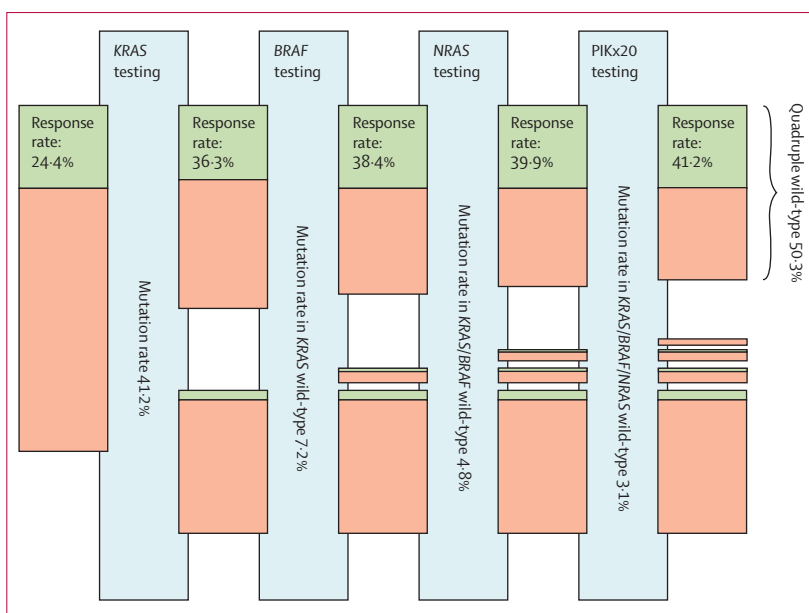 KRAS
testing
BRAF
testing
NRAS
testing
PIKx20
testing
Response
rate:
24·4%
Response
rate:
36·3%
Response
rate:
38·4%
Response
rate:
39·9%
Response
rate:
41·2%
Mutation rate 41·2%
Mutation rate in KRAS wild-type 7·2%
Mutation rate in KRAS/BRAF wild-type 4·8%
Mutation rate in KRAS/BRAF/NRAS wild-type 3·1%
Quadruple wild-type 50·3%